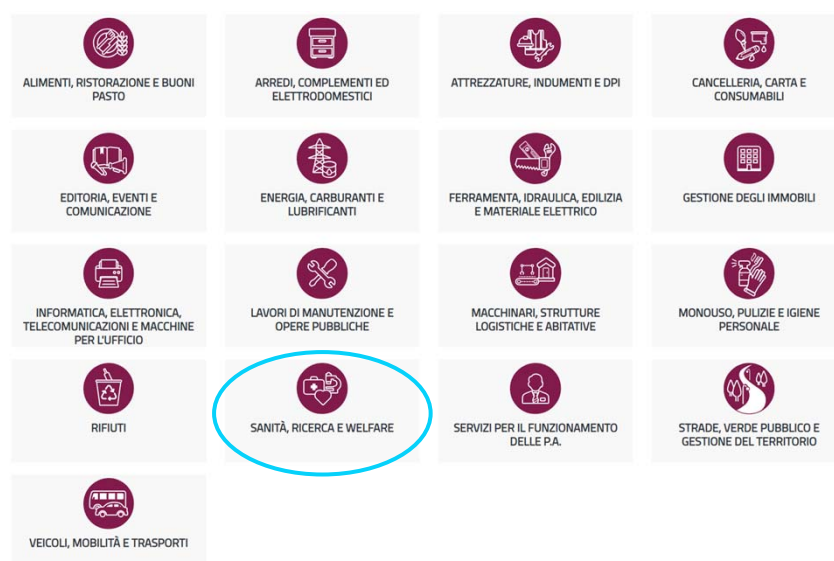 ALIMENTI, RISTORAZIONE E BUONI
PASTO
ARREDI, COMPLEMENTI ED
ELETTRODOMESTICI
ATTREZZATURE, INDUMENTI E DPI
CANCELLERIA, CARTA E
CONSUMABILI
EDITORIA, EVENTI E
COMUNICAZIONE
ENERGIA, CARBURANTI E
LUBRIFICANTI
FERRAMENTA, IDRAULICA, EDILIZIA
E MATERIALE ELETTRICO
GESTIONE DEGLI IMMOBILI
INFORMATICA, ELETTRONICA,
TELECOMUNICAZIONI E MACCHINE
PER L'UFFICIO
LAVORI DI MANUTENZIONE E
OPERE PUBBLICHE
MACCHINARI, STRUTTURE
LOGISTICHE E ABITATIVE
MONOUSO, PULIZIE E IGIENE
PERSONALE
RIFIUTI
SANITÀ, RICERCA E WELFARE
SERVIZI PER IL FUNZIONAMENTO
DELLE P.A.
STRADE, VERDE PUBBLICO E
GESTIONE DEL TERRITORIO
VEICOLI, MOBILITÀ E TRASPORTI